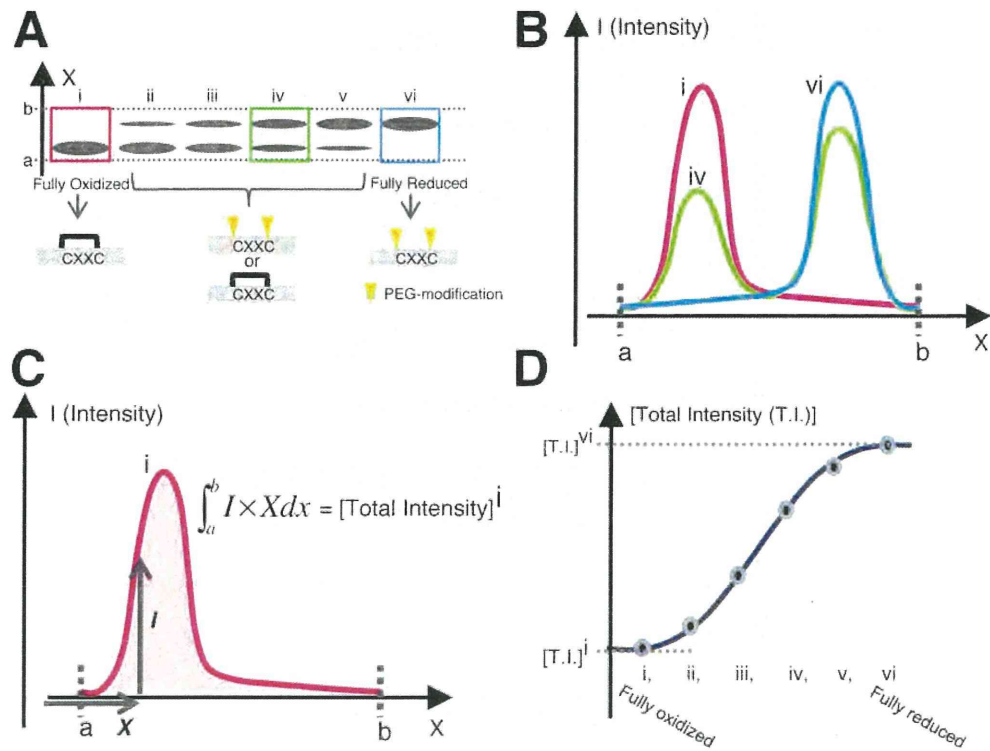 A
X
i ii iii iv v vi
b
a
Fully Oxidized
Fully Reduced
CXXC
CXXC
or
CXXC
CXXC
PEG-modification
B
I (Intensity)
i
vi
iv
a
b
X
C
I (Intensity)
i
∫ₐᵇ I × Xdx = [Total Intensity]ⁱ
I
a
X
b
X
D
[Total Intensity (T.I.)]
[T.I.]ᵛⁱ
[T.I.]ⁱ
i, ii, iii, iv, v, vi
Fully oxidized
Fully reduced